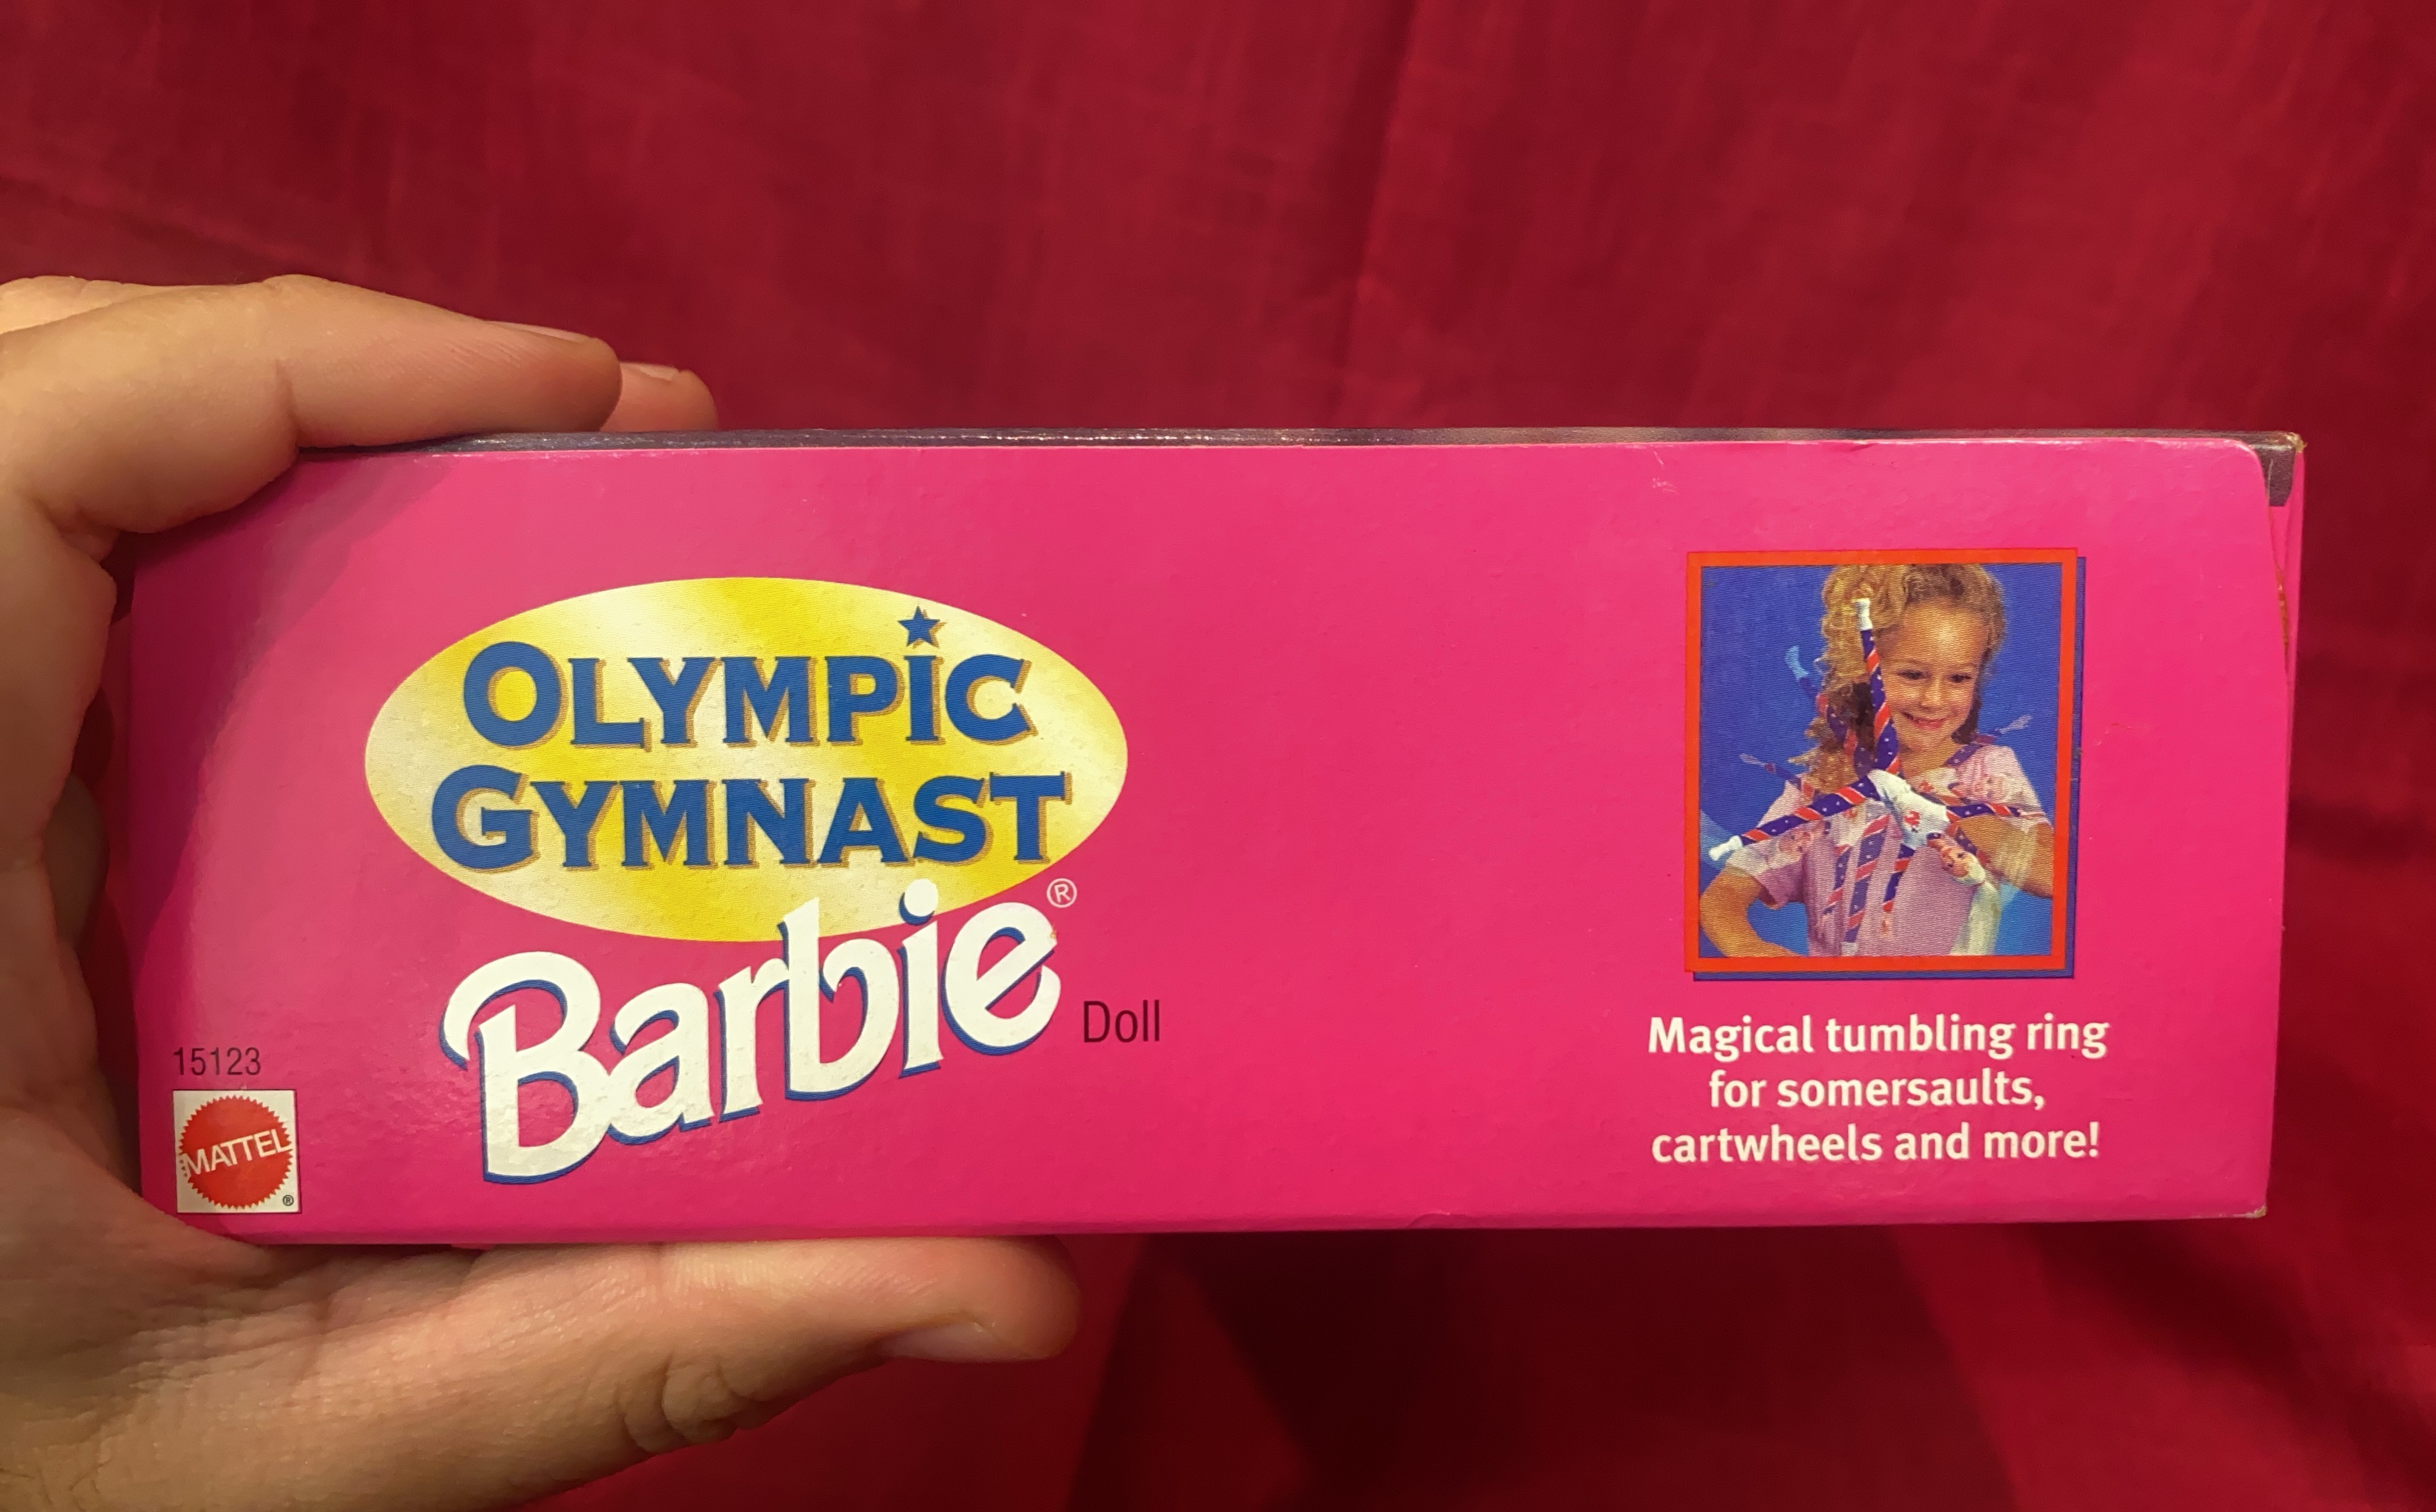 OLYMPIC
GYMNAST
Barbie®
Doll
15123
MATTEL
®
Magical tumbling ring
for somersaults,
cartwheels and more!